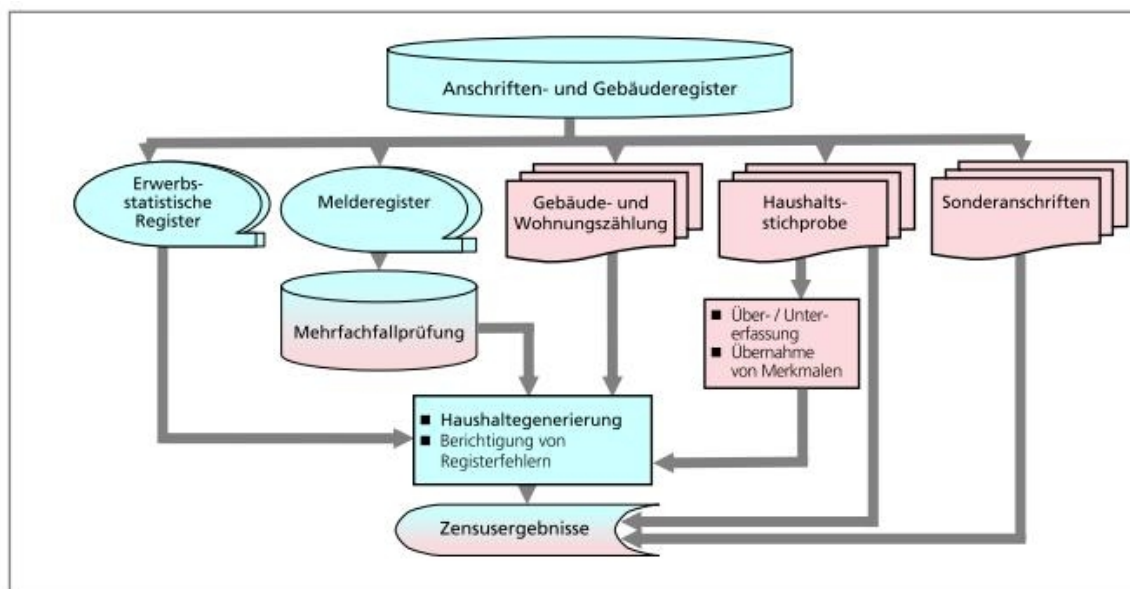 Anschriften- und Gebäuderegister
Erwerbs-
statistische
Register
Melderegister
Gebäude- und
Wohnungszählung
Haushalts-
stichprobe
Sonderanschriften
Mehrfachfallprüfung
■ Über- / Unter-
erfassung
■ Übernahme
von Merkmalen
■ Haushaltegenerierung
■ Berichtigung von
Registerfehlern
Zensusergebnisse